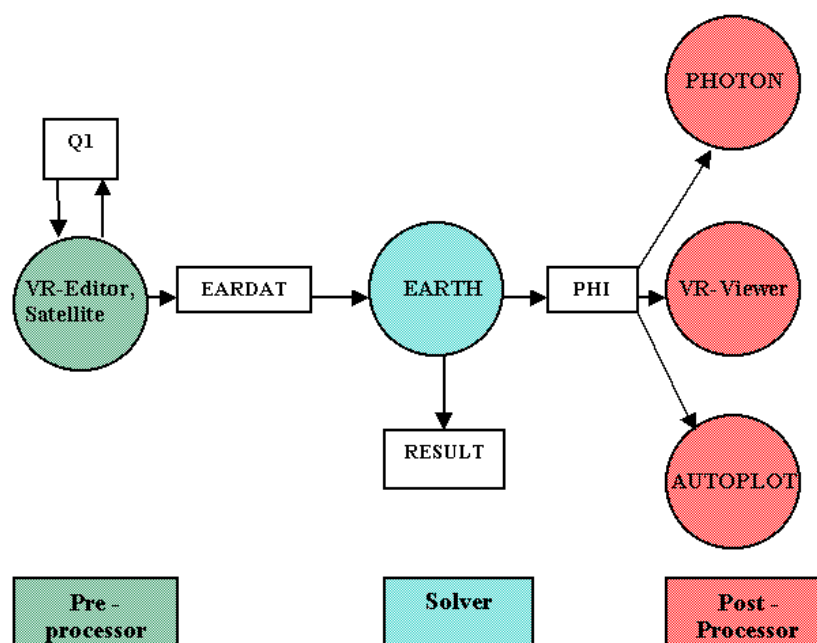 PHOTON
Q1
VR-Editor,
Satellite
EARDAT
EARTH
PHI
VR-Viewer
RESULT
AUTOPLOT
Pre -
processor
Solver
Post -
Processor